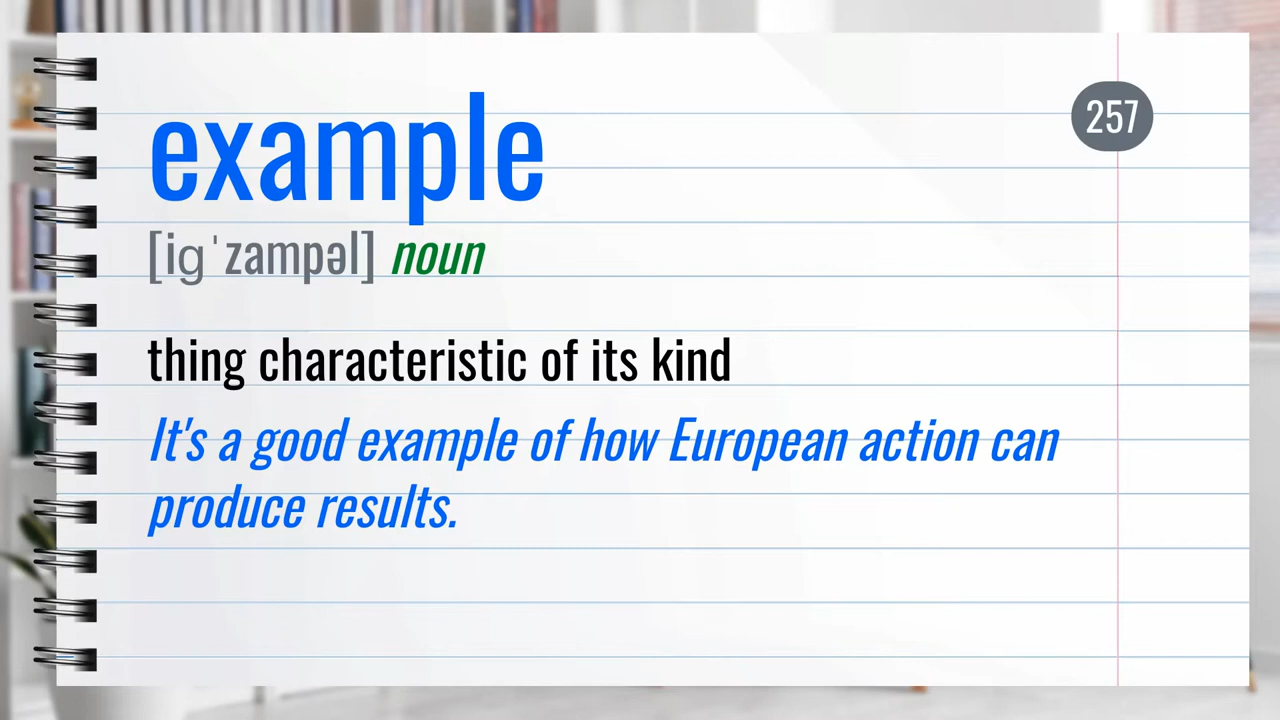 example
257
[igˈzampəl] noun
thing characteristic of its kind
It's a good example of how European action can
produce results.